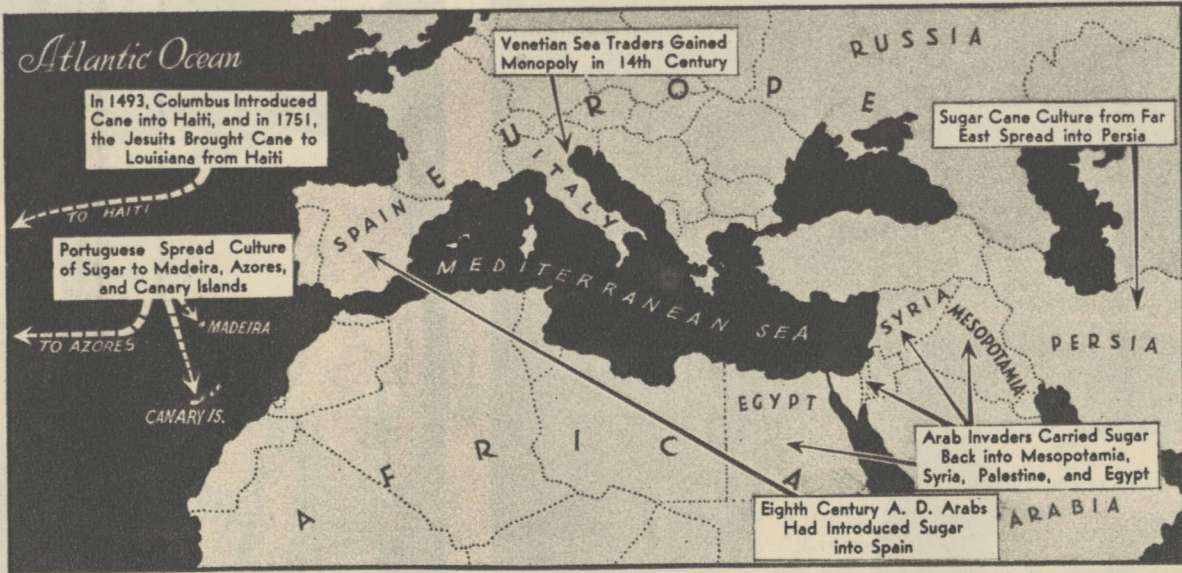 Atlantic Ocean
In 1493, Columbus Introduced
Cane into Haiti, and in 1751,
the Jesuits Brought Cane to
Louisiana from Haiti
TO HAITI
Portuguese Spread Culture
of Sugar to Madeira, Azores,
and Canary Islands
TO AZORES
MADEIRA
CANARY IS.
Venetian Sea Traders Gained
Monopoly in 14th Century
EUROPE
RUSSIA
Sugar Cane Culture from Far
East Spread into Persia
ITALY
SPAIN
MEDITERRANEAN SEA
SYRIA
MESOPOTAMIA
PERSIA
EGYPT
AFRICA
Arab Invaders Carried Sugar
Back into Mesopotamia,
Syria, Palestine, and Egypt
Eighth Century A. D. Arabs
Had Introduced Sugar
into Spain
ARABIA